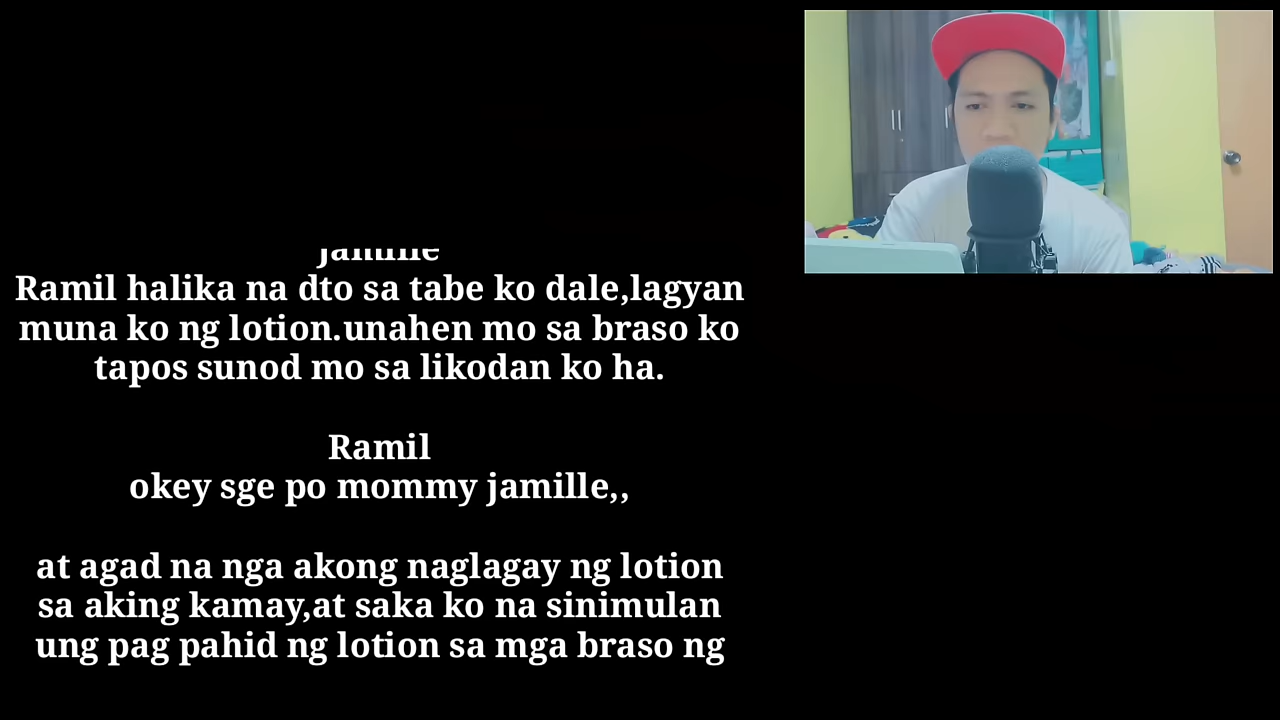 jamille
Ramil halika na dto sa tabe ko dale,lagyan
muna ko ng lotion.unahen mo sa braso ko
tapos sunod mo sa likodan ko ha.
Ramil
okey sge po mommy jamille,,
at agad na nga akong naglagay ng lotion
sa aking kamay,at saka ko na sinimulan
ung pag pahid ng lotion sa mga braso ng